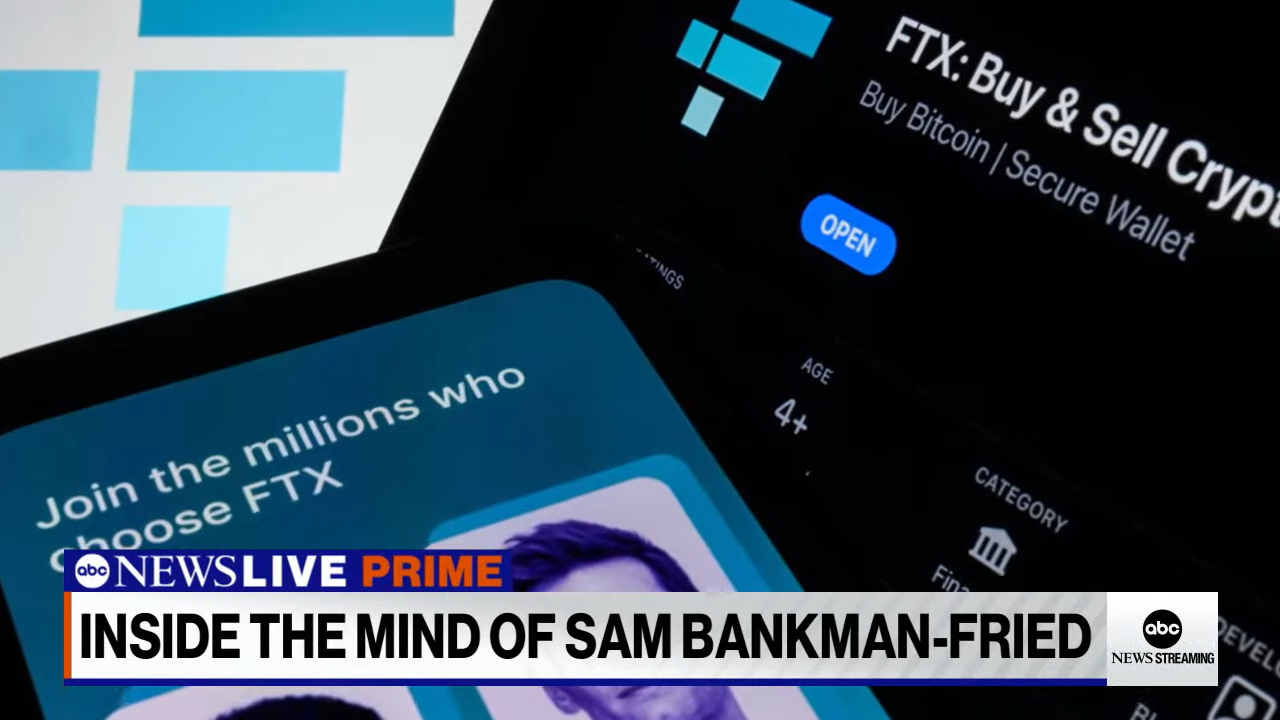 FTX: Buy & Sell
Buy Bitcoin | Secure Wallet
OPEN
AGE
4+
CATEGORY
Join the millions who
choose FTX
abc NEWS LIVE PRIME
INSIDE THE MIND OF SAM BANKMAN-FRIED
abc
NEWS STREAMING